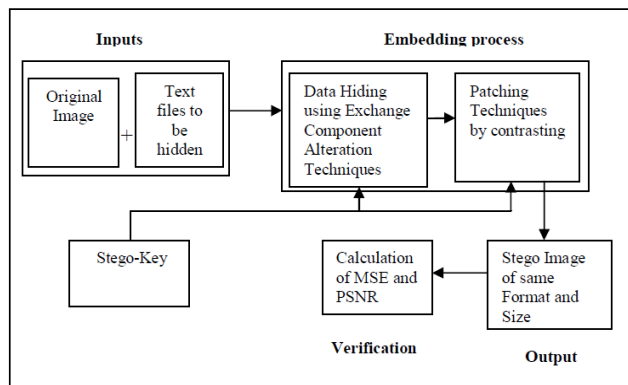 Inputs
Embedding process
Original
Image
+
Text
files to
be
hidden
Data Hiding
using Exchange
Component
Alteration
Techniques
Patching
Techniques
by contrasting
Stego-Key
Calculation
of MSE and
PSNR
Stego Image
of same
Format and
Size
Verification
Output